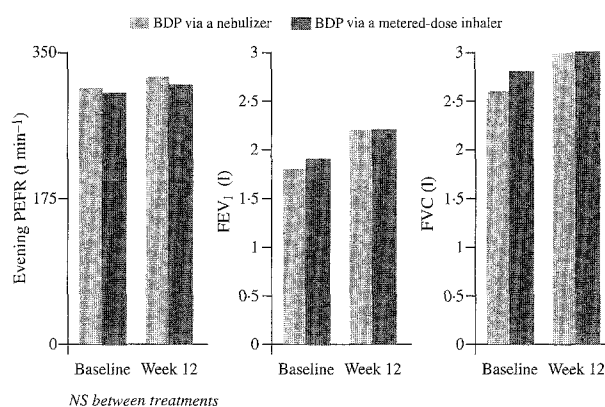 BDP via a nebulizer BDP via a metered-dose inhaler
Evening PEFR (l min⁻¹)
350
175
0
Baseline Week 12
FEV₁ (l)
3
2·5
2
1·5
1
0·5
0
Baseline Week 12
FVC (l)
3
2·5
2
1·5
1
0·5
0
Baseline Week 12
NS between treatments